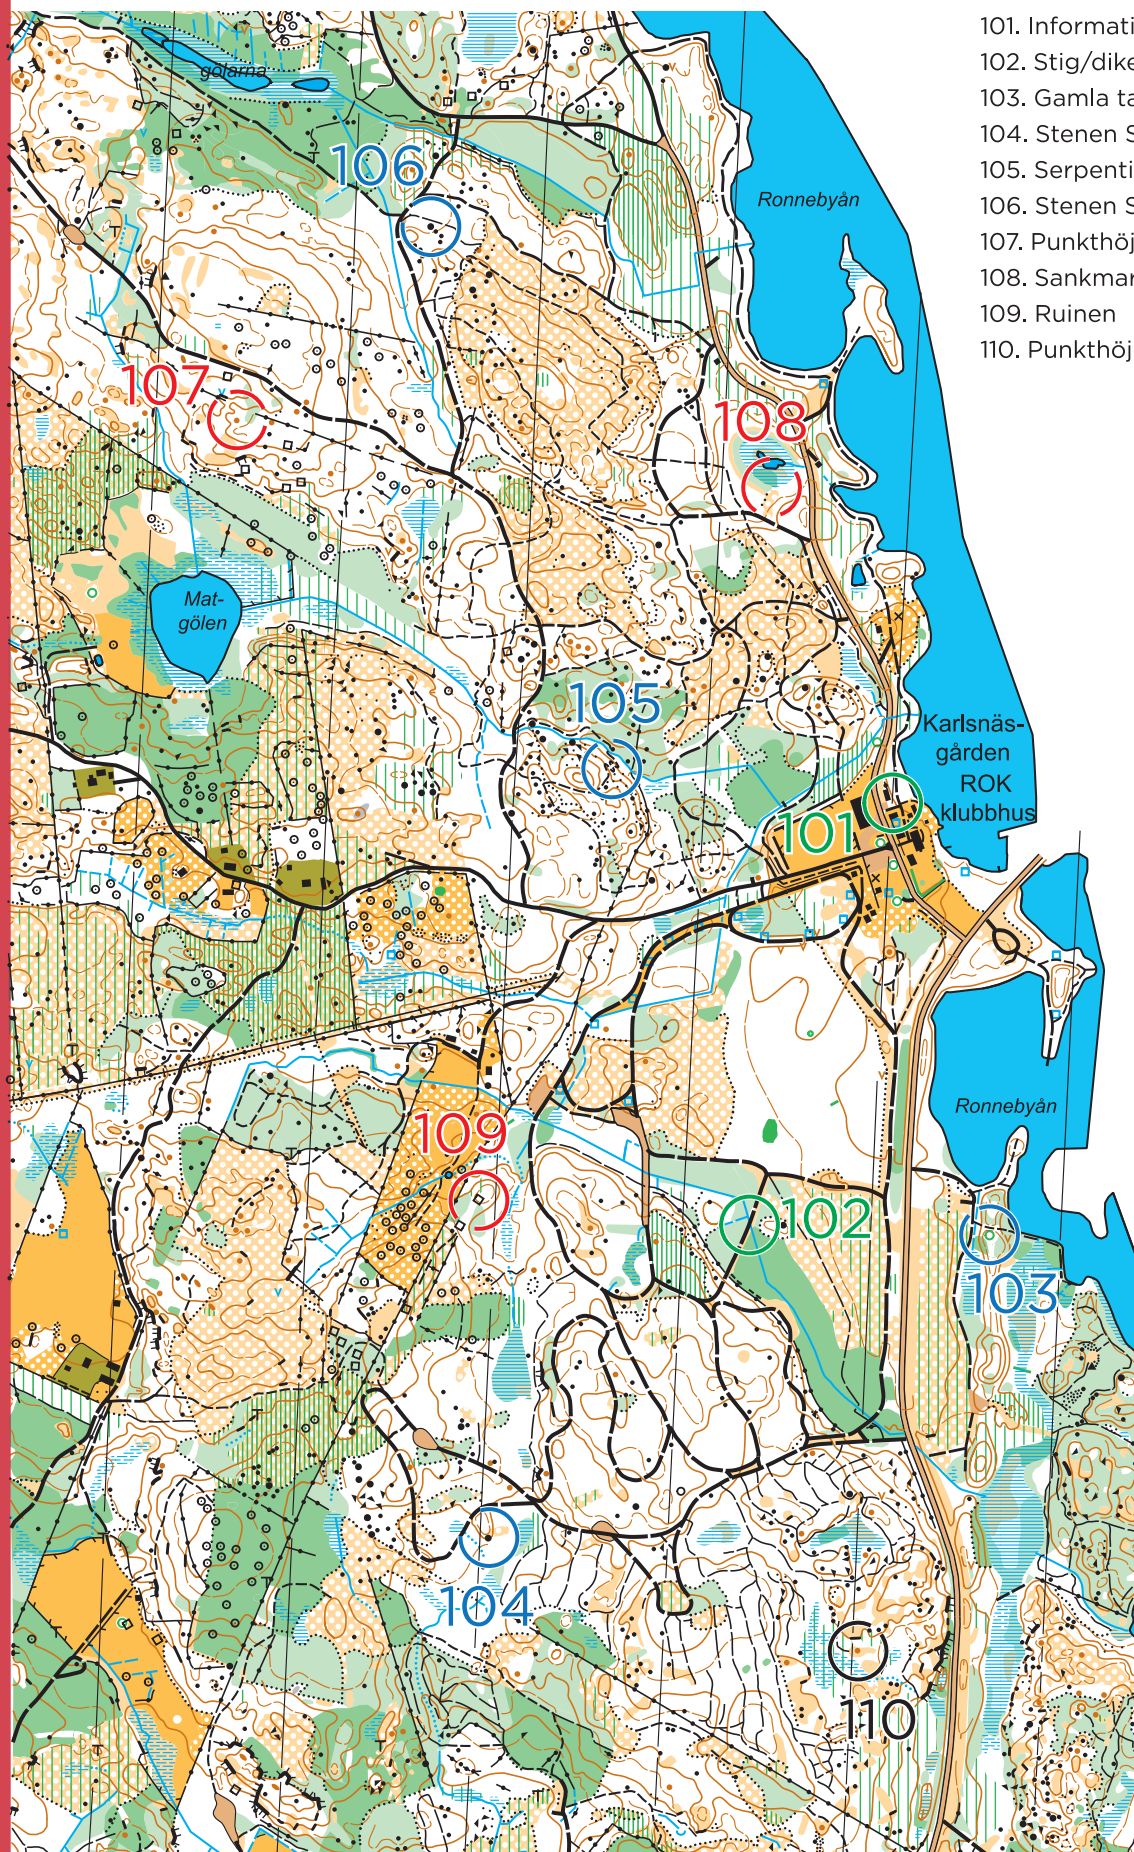 101. Informati
102. Stig/dike
103. Gamla ta
104. Stenen S
105. Serpenti
106. Stenen S
107. Punkthöj
108. Sankmar
109. Ruinen
110. Punkthöj
gölarna
106
Ronnebyån
107
108
Mat-
gölen
105
Karlsnäs-
gården
ROK
klubbhus
101
Ronnebyån
109
102
103
104
110